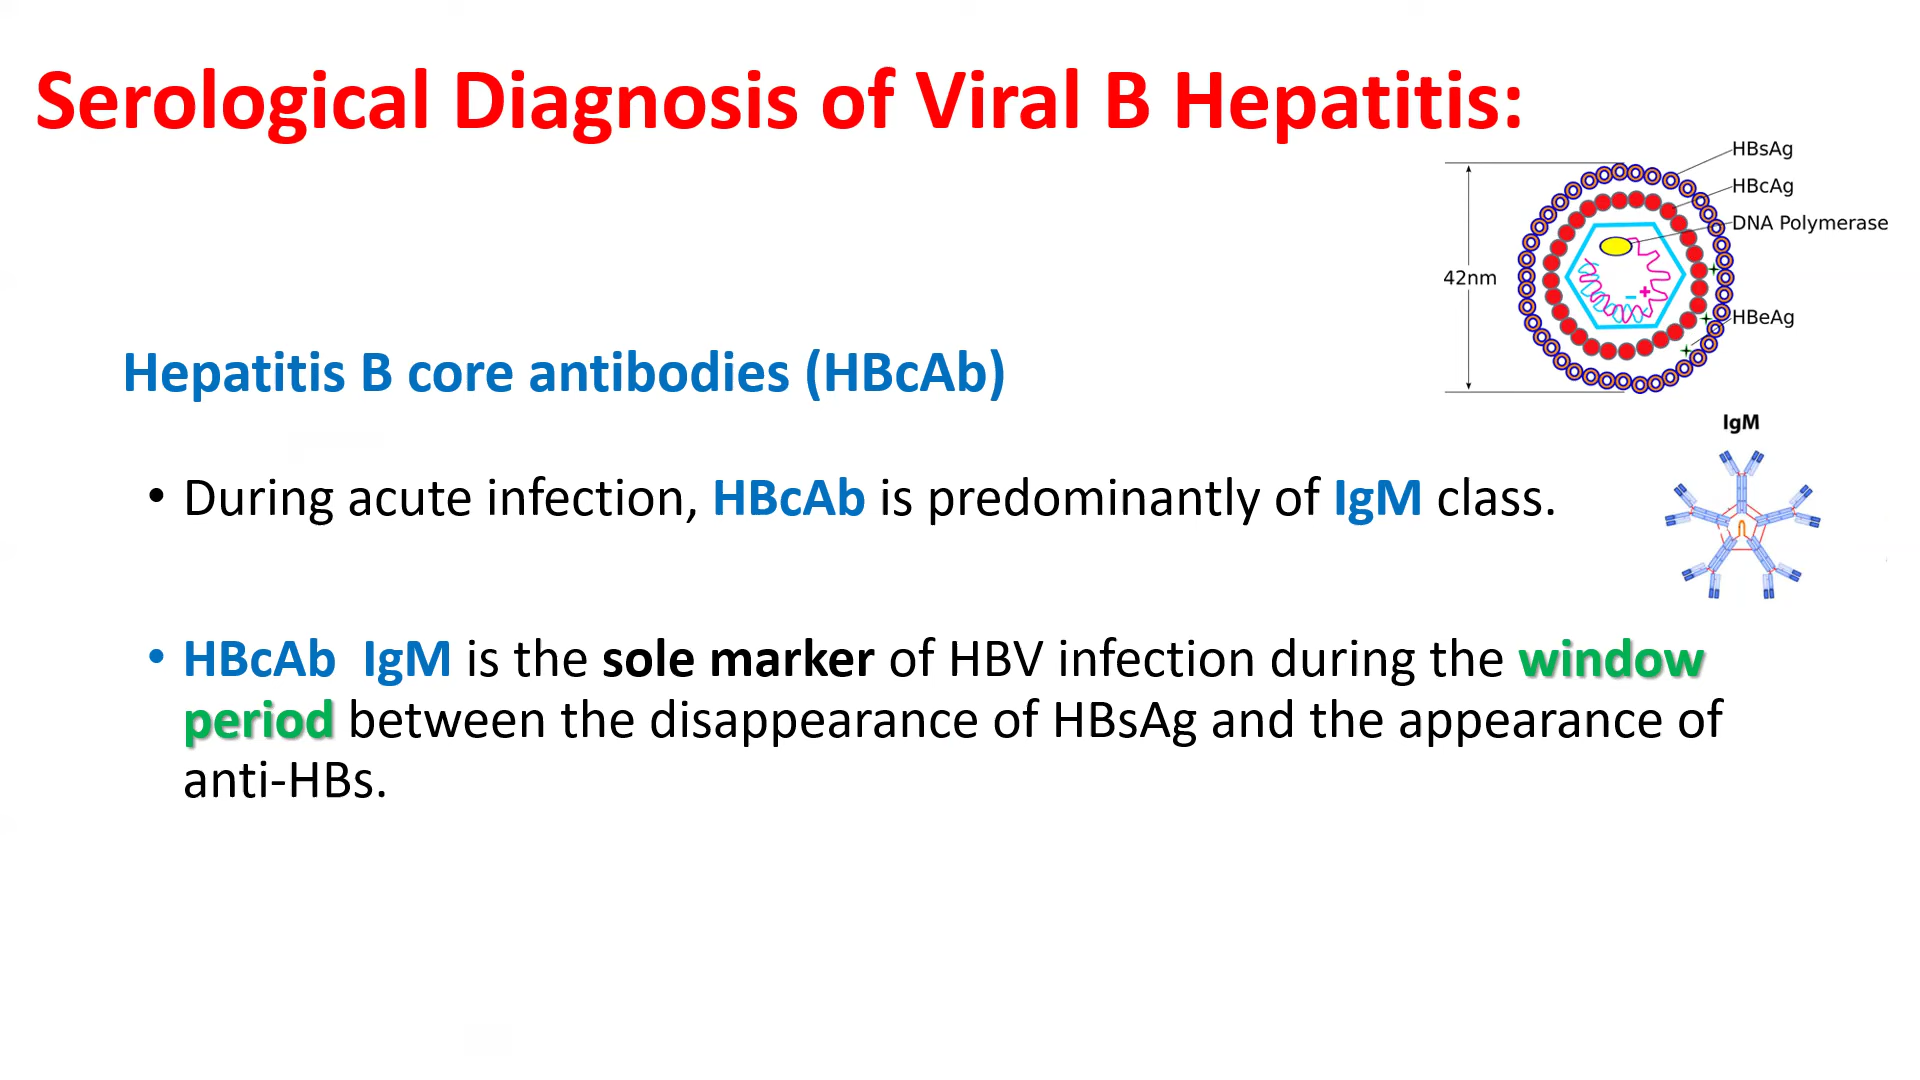 Serological Diagnosis of Viral B Hepatitis:
HBsAg
HBcAg
DNA Polymerase
42nm
HBeAg
Hepatitis B core antibodies (HBcAb)
IgM
• During acute infection, HBcAb is predominantly of IgM class.
• HBcAb IgM is the sole marker of HBV infection during the window
period between the disappearance of HBsAg and the appearance of
anti-HBs.